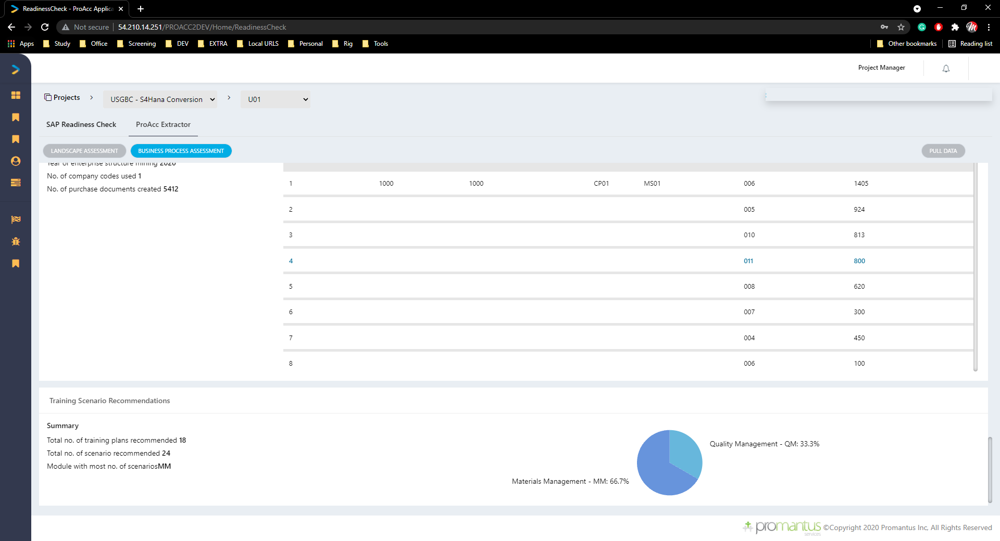 ReadinessCheck - ProAcc Applica
Not secure 54.210.14.251/PROACC2DEV/Home/ReadinessCheck
Apps Study Office Screening DEV EXTRA Local URLS Personal Rig Tools Other bookmarks Reading list
Project Manager
Projects USGBC - S4Hana Conversion U01
SAP Readiness Check ProAcc Extractor
LANDSCAPE ASSESSMENT BUSINESS PROCESS ASSESSMENT PULL DATA
Year of enterprise structure mining 2020
No. of company codes used 1
No. of purchase documents created 5412
1 1000 1000 CP01 MS01 006 1405
2 005 924
3 010 813
4 011 800
5 008 620
6 007 300
7 004 450
8 006 100
Training Scenario Recommendations
Summary
Total no. of training plans recommended 18
Total no. of scenario recommended 24
Module with most no. of scenariosMM
Quality Management - QM: 33.3%
Materials Management - MM: 66.7%
promantus
services
©Copyright 2020 Promantus Inc, All Rights Reserved